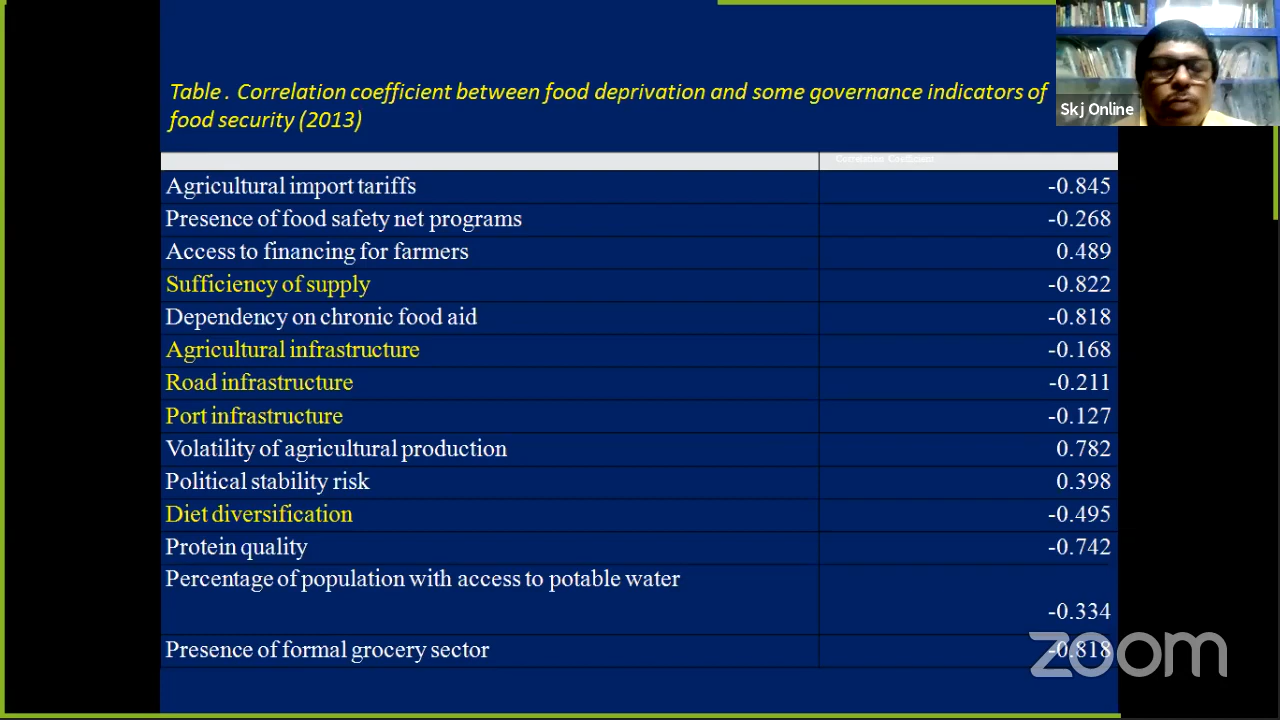 Table . Correlation coefficient between food deprivation and some governance indicators of
food security (2013)
Skj Online
Correlation Coefficient
Agricultural import tariffs -0.845
Presence of food safety net programs -0.268
Access to financing for farmers 0.489
Sufficiency of supply -0.822
Dependency on chronic food aid -0.818
Agricultural infrastructure -0.168
Road infrastructure -0.211
Port infrastructure -0.127
Volatility of agricultural production 0.782
Political stability risk 0.398
Diet diversification -0.495
Protein quality -0.742
Percentage of population with access to potable water
-0.334
Presence of formal grocery sector -0.818
zoom